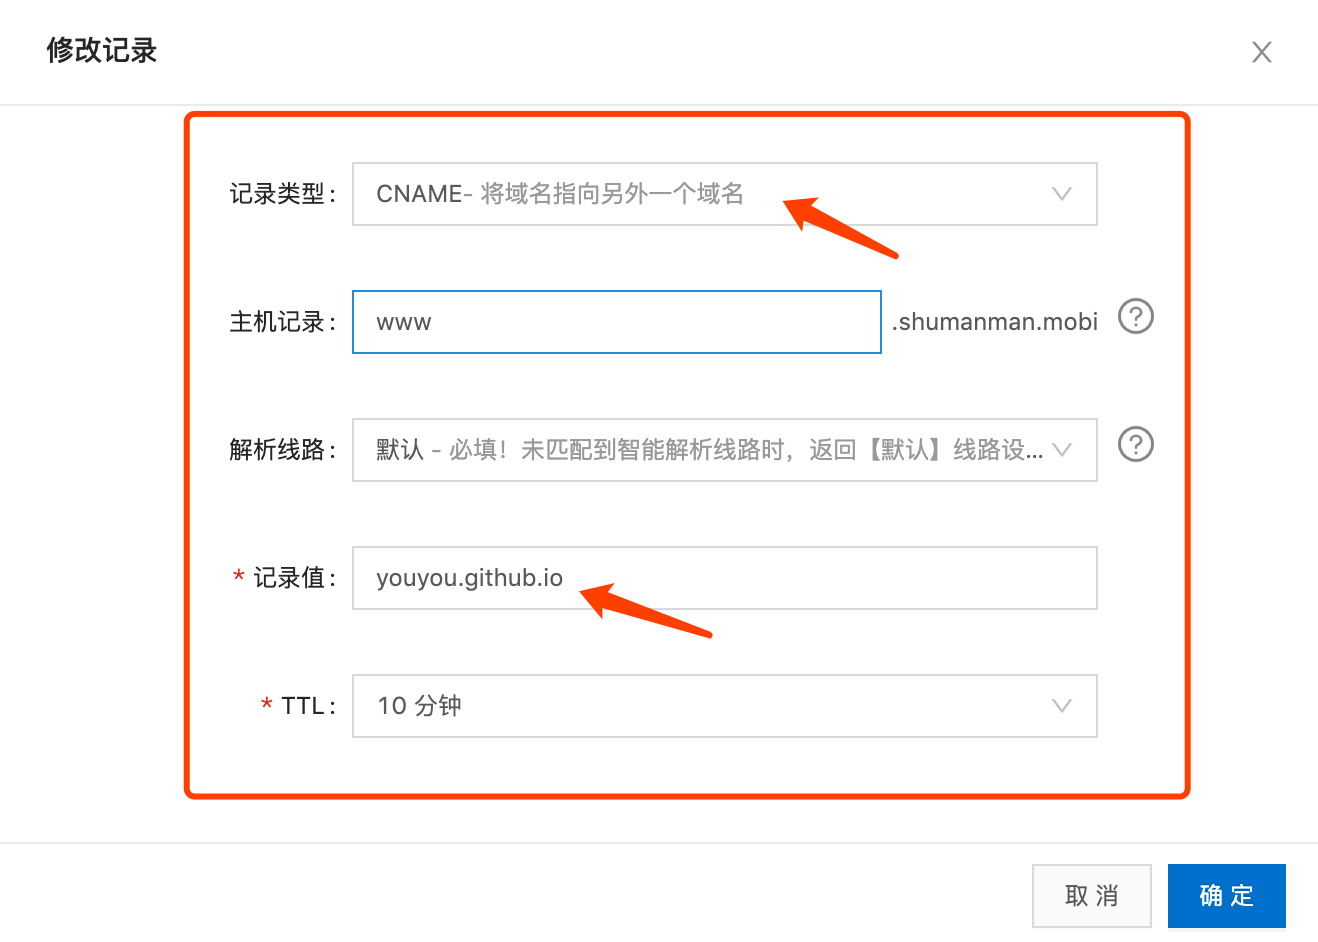 修改记录
记录类型: CNAME- 将域名指向另外一个域名
主机记录: www .shumanman.mobi ?
解析线路: 默认 - 必填！未匹配到智能解析线路时，返回【默认】线路设... ?
* 记录值: youyou.github.io
* TTL: 10 分钟
取 消 确 定